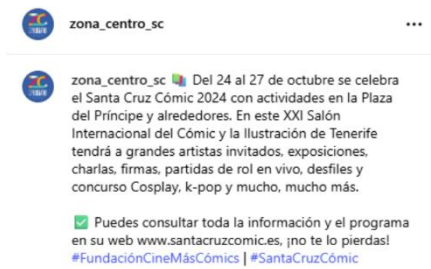 zona_centro_sc
zona_centro_sc 📚 Del 24 al 27 de octubre se celebra
el Santa Cruz Cómic 2024 con actividades en la Plaza
del Príncipe y alrededores. En este XXI Salón
Internacional del Cómic y la Ilustración de Tenerife
tendrá a grandes artistas invitados, exposiciones,
charlas, firmas, partidas de rol en vivo, desfiles y
concurso Cosplay, k-pop y mucho, mucho más.
✅ Puedes consultar toda la información y el programa
en su web www.santacruzcomic.es, ¡no te lo pierdas!
#FundaciónCineMásCómics | #SantaCruzCómic